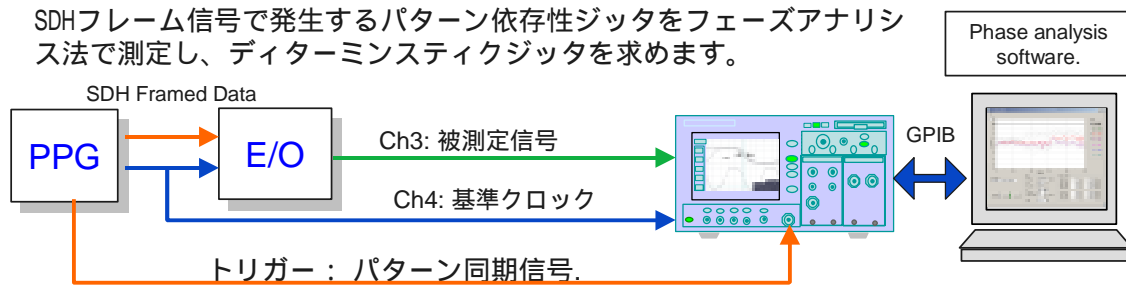 SDHフレーム信号で発生するパターン依存性ジッタをフェーズアナリシ
ス法で測定し、ディターミンスティクジッタを求めます。
Phase analysis
software.
SDH Framed Data
PPG
E/O
Ch3: 被測定信号
GPIB
Ch4: 基準クロック
トリガー： パターン同期信号.